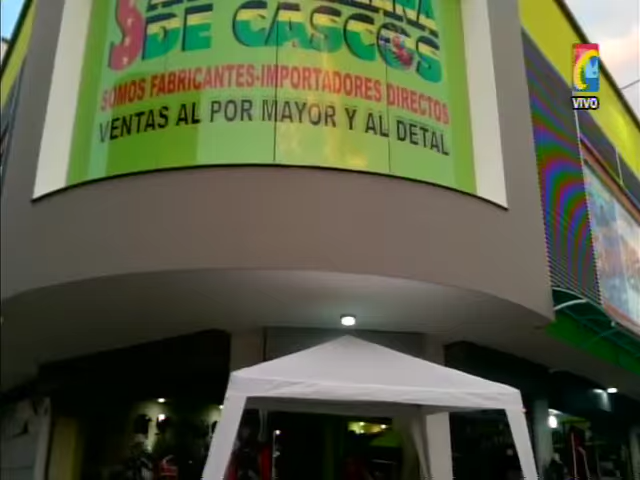 DE CASCOS
SOMOS FABRICANTES-IMPORTADORES DIRECTOS
VENTAS AL POR MAYOR Y AL DETAL
VIVO